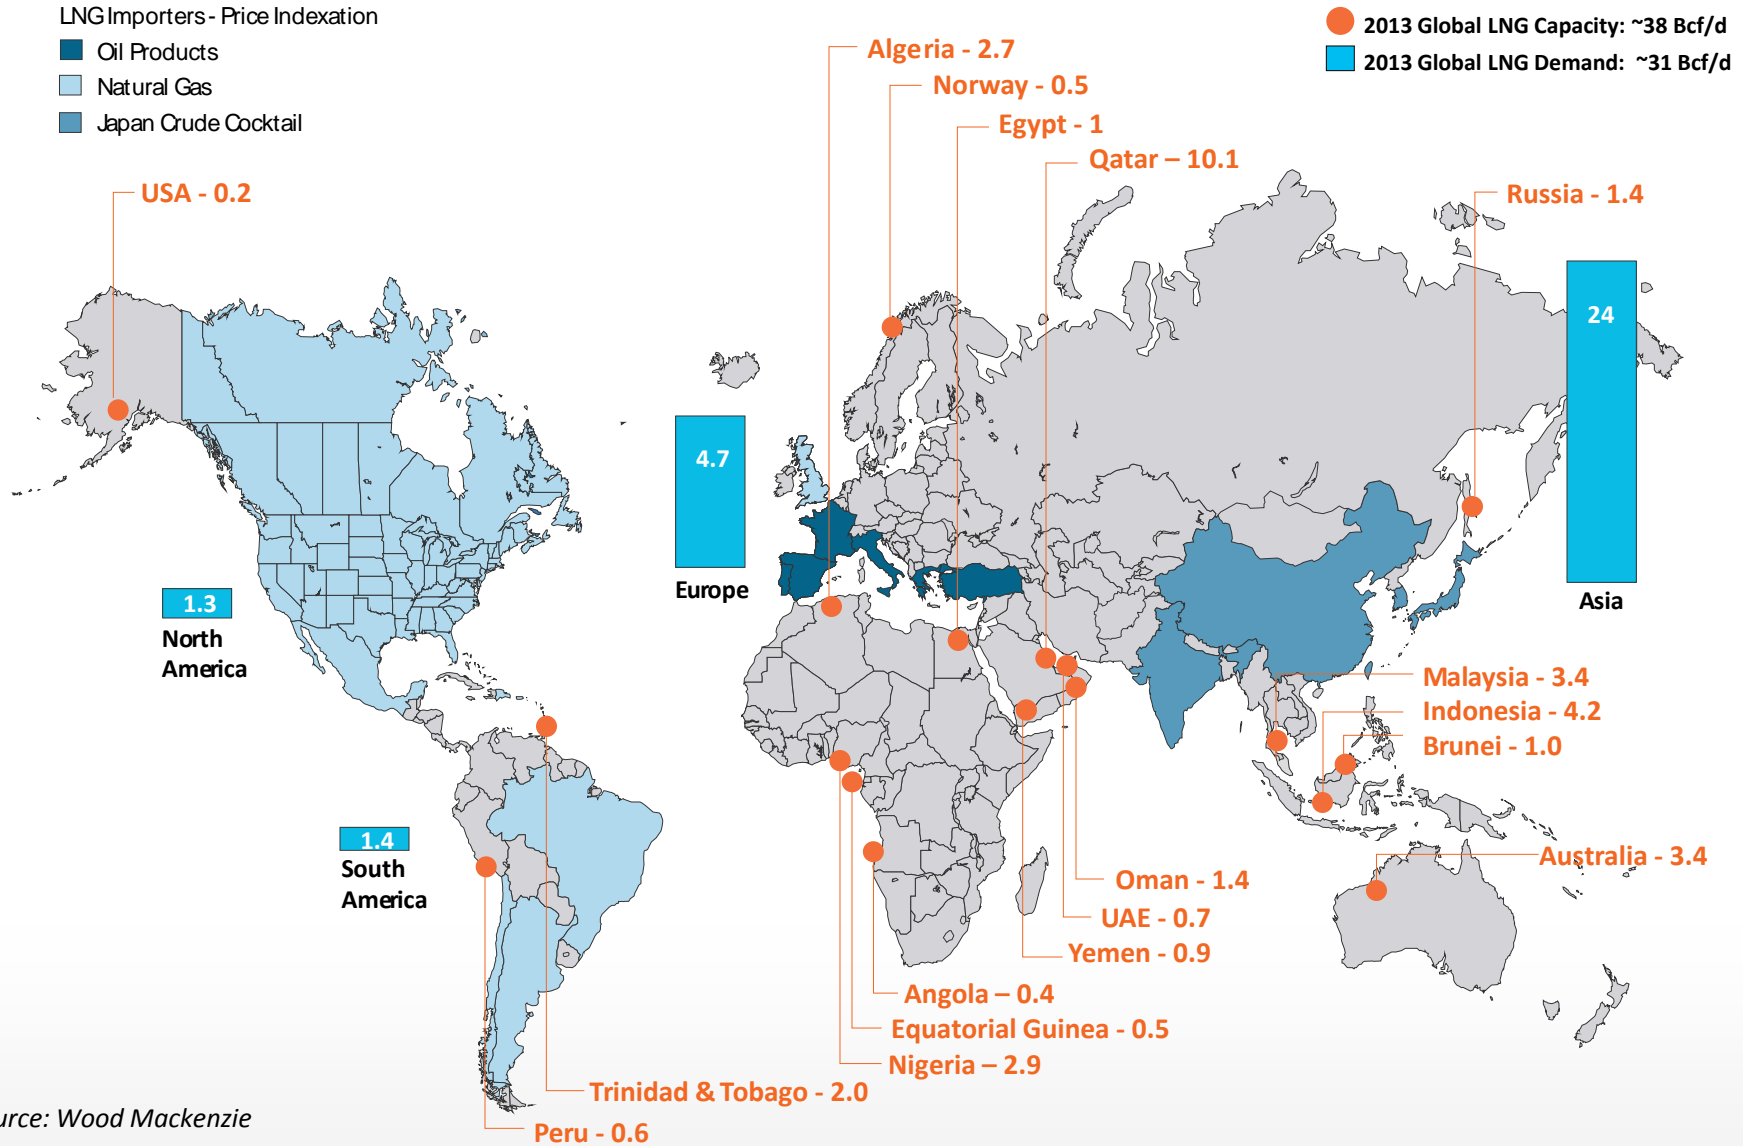 LNG Importers - Price Indexation
Oil Products
Natural Gas
Japan Crude Cocktail
2013 Global LNG Capacity: ~38 Bcf/d
2013 Global LNG Demand: ~31 Bcf/d
Algeria - 2.7
Norway - 0.5
Egypt - 1
Qatar – 10.1
USA - 0.2
Russia - 1.4
24
Asia
4.7
Europe
1.3
North
America
Malaysia - 3.4
Indonesia - 4.2
Brunei - 1.0
1.4
South
America
Australia - 3.4
Oman - 1.4
UAE - 0.7
Yemen - 0.9
Angola – 0.4
Equatorial Guinea - 0.5
Nigeria – 2.9
Trinidad & Tobago - 2.0
Peru - 0.6
urce: Wood Mackenzie